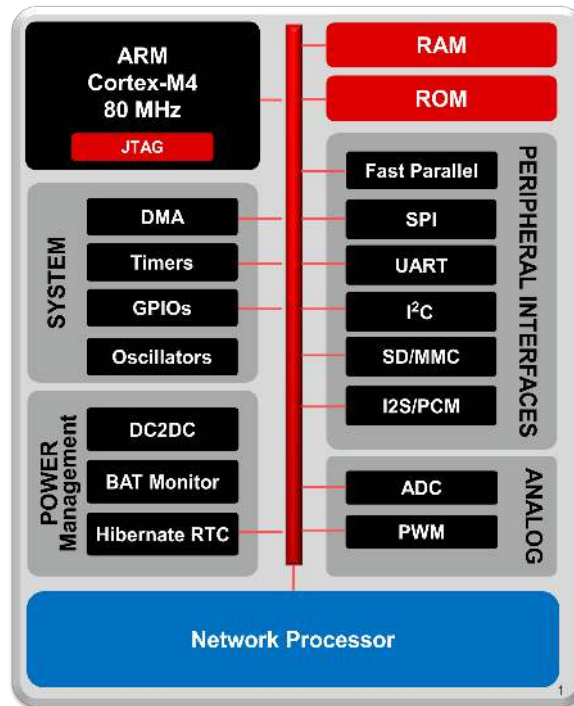 ARM
Cortex-M4
80 MHz
JTAG
RAM
ROM
SYSTEM
DMA
Timers
GPIOs
Oscillators
PERIPHERAL INTERFACES
Fast Parallel
SPI
UART
I²C
SD/MMC
I2S/PCM
POWER
Management
DC2DC
BAT Monitor
Hibernate RTC
ANALOG
ADC
PWM
Network Processor
1